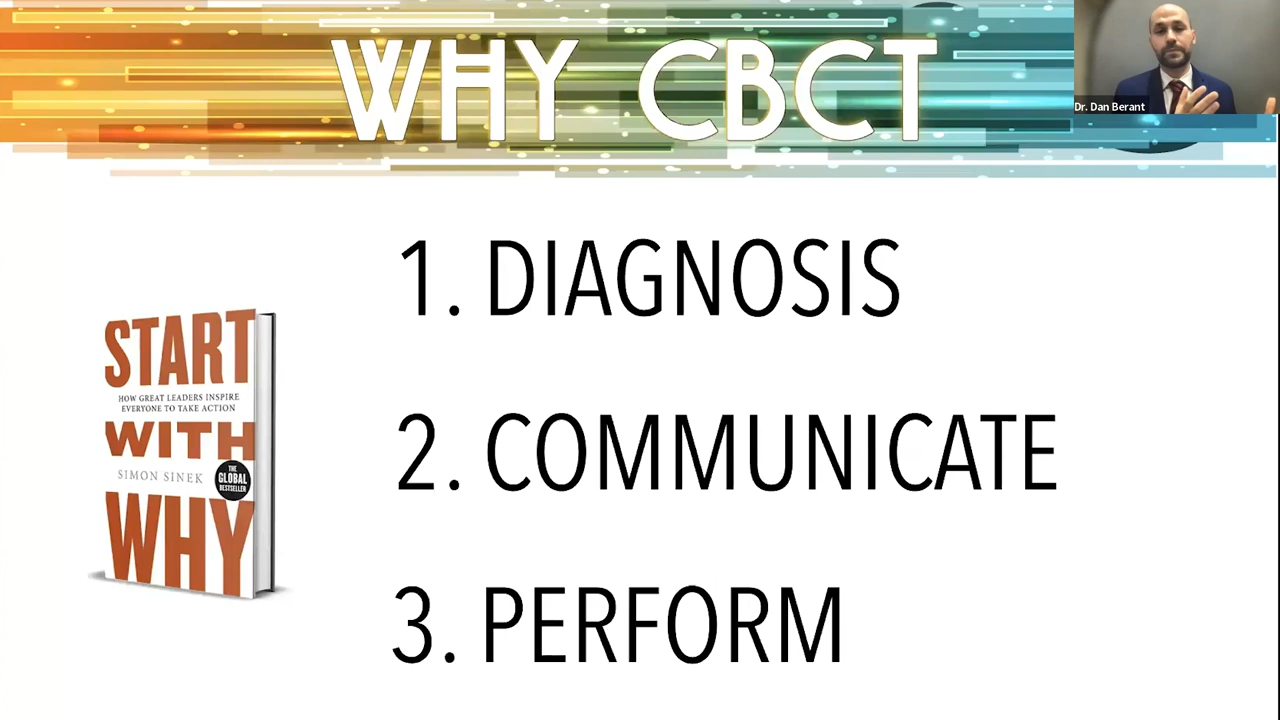 WHY CBCT
Dr. Dan Berant
1. DIAGNOSIS
2. COMMUNICATE
3. PERFORM
START
HOW GREAT LEADERS INSPIRE
EVERYONE TO TAKE ACTION
WITH
SIMON SINEK
THE
GLOBAL
BESTSELLER
WHY